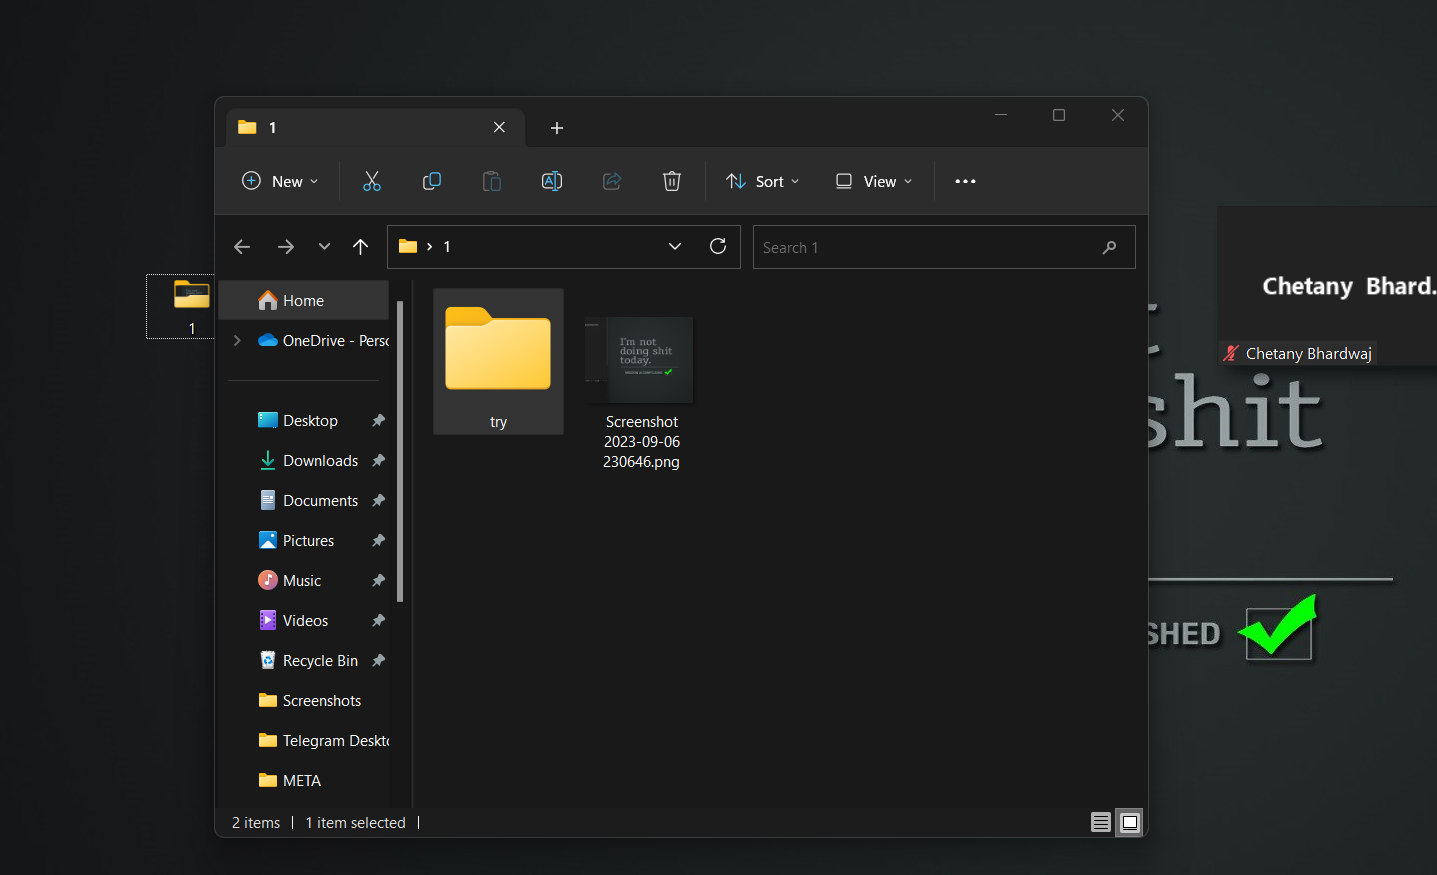 1
New
Sort
View
1
Search 1
1
Home
OneDrive - Perso
Desktop
Downloads
Documents
Pictures
Music
Videos
Recycle Bin
Screenshots
Telegram Deskto
META
try
I'm not
doing shit
today.
Screenshot
2023-09-06
230646.png
2 items
1 item selected
Chetany Bhard.
Chetany Bhardwaj
t
shit
SHED